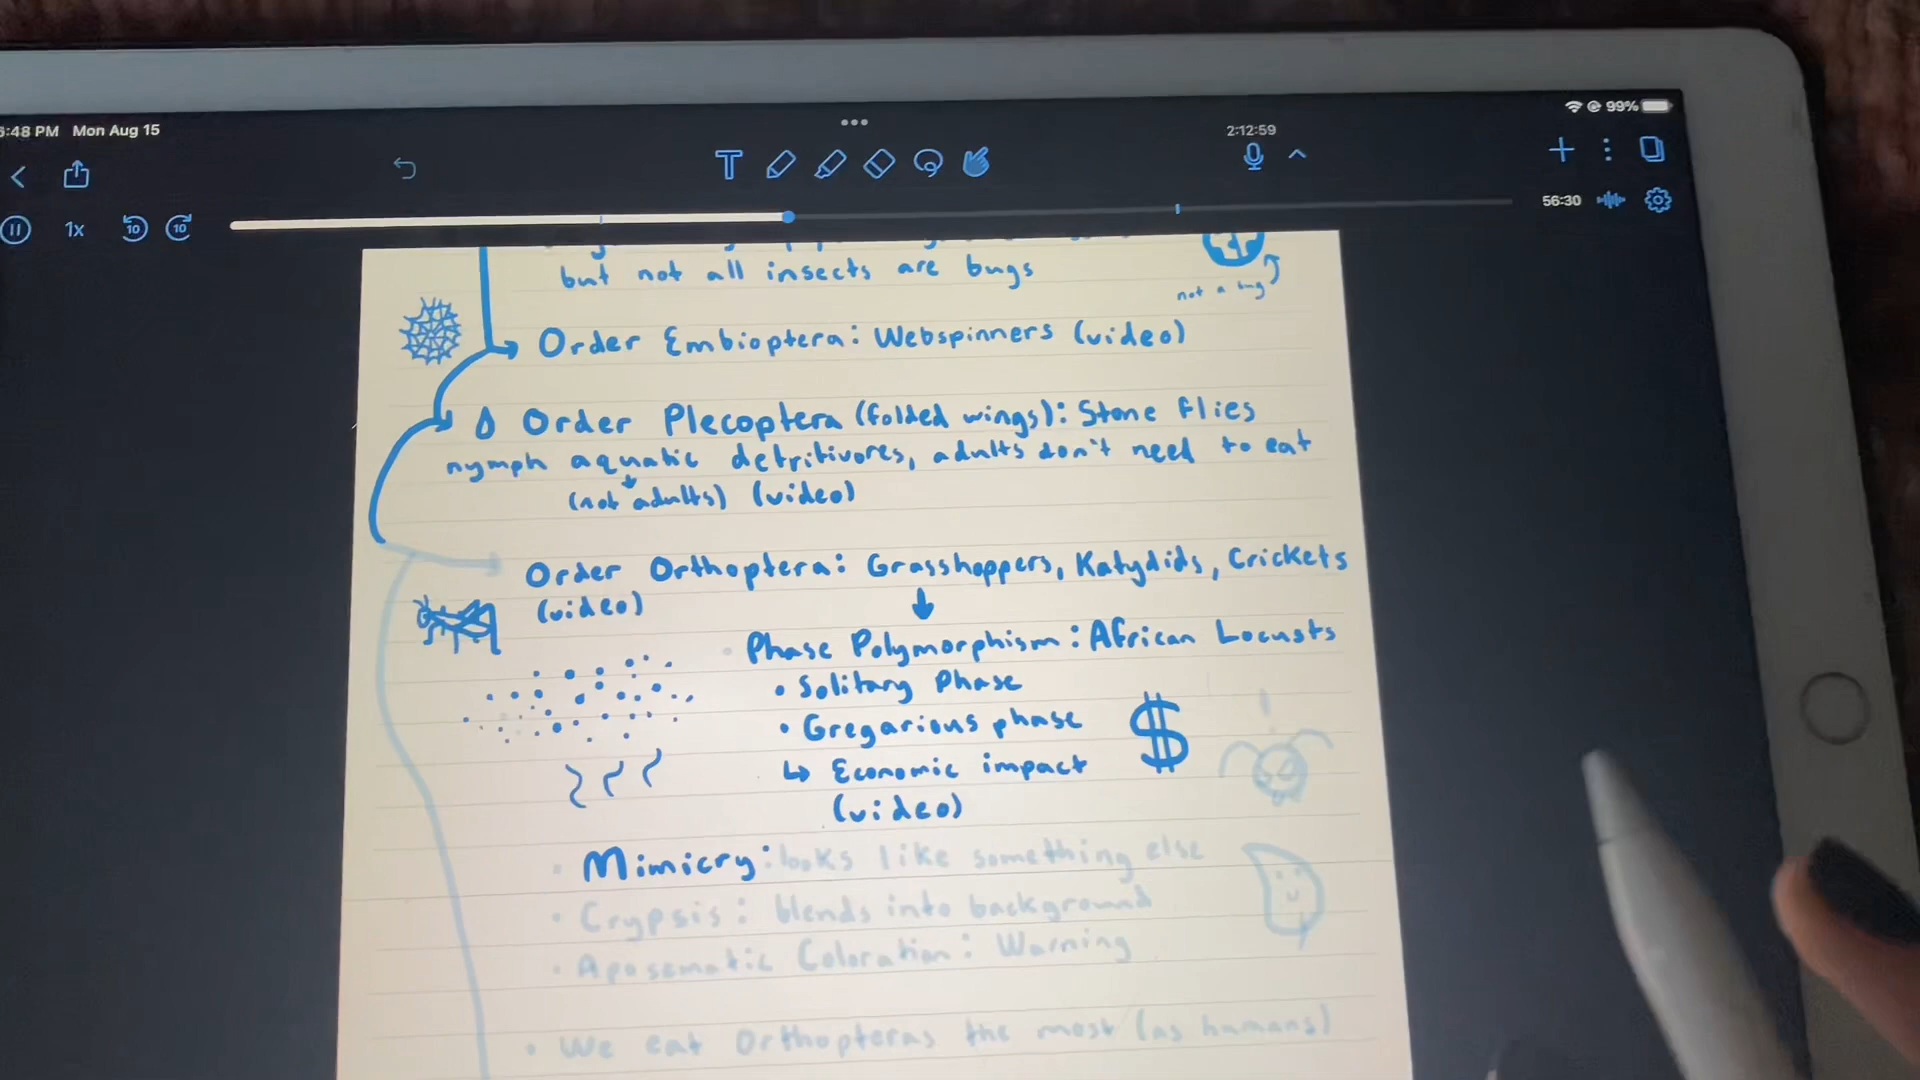 6:48 PM Mon Aug 15
99%
2:12:59
T
1x
10
10
56:30
but not all insects are bugs
not a bug
Order Embioptera: Webspinners (video)
Order Plecoptera (folded wings): Stone flies
nymph aquatic detritivores, adults don't need to eat
(not adults) (video)
Order Orthoptera: Grasshoppers, Katydids, Crickets
(video)
• Phase Polymorphism: African Locusts
• Solitary Phase
• Gregarious phase
$
↳ Economic impact
(video)
• Mimicry: looks like something else
• Crypsis: blends into background
• Aposematic Coloration: Warning
• We eat Orthopteras the most (as humans)